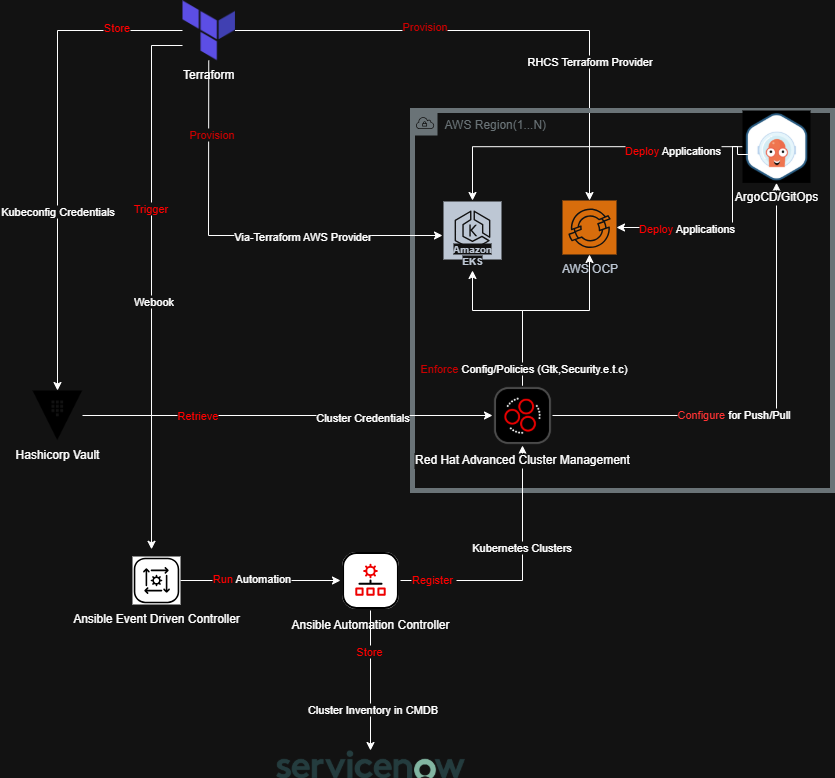 Store
Provision
RHCS Terraform Provider
Terraform
AWS Region(1...N)
Provision
Deploy Applications
ArgoCD/GitOps
Kubeconfig Credentials
Trigger
Via-Terraform AWS Provider
Deploy Applications
Amazon
EKS
AWS OCP
Webook
Enforce Config/Policies (Gtk,Security.e.t.c)
Retrieve
Cluster Credentials
Configure for Push/Pull
Hashicorp Vault
Red Hat Advanced Cluster Management
Kubernetes Clusters
Run Automation
Register
Ansible Event Driven Controller
Ansible Automation Controller
Store
Cluster Inventory in CMDB
servicenow